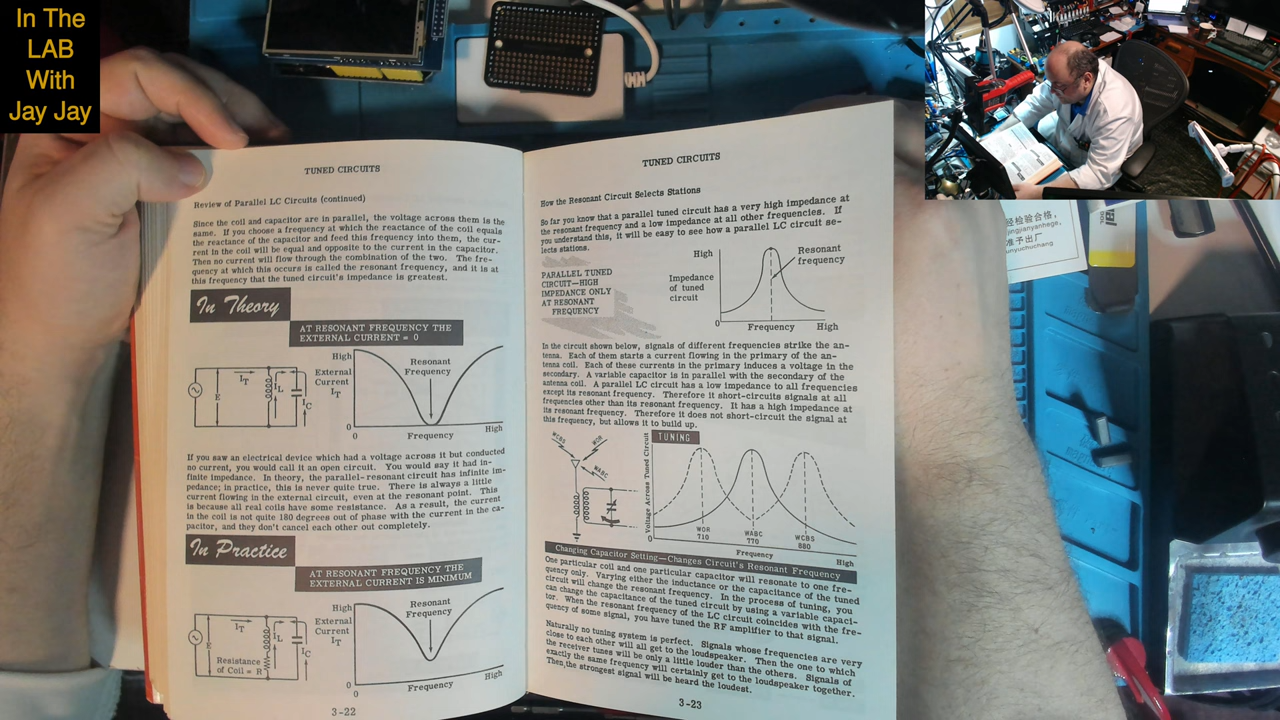 In The
LAB
With
Jay Jay
TUNED CIRCUITS
Review of Parallel LC Circuits (continued)
Since the coil and capacitor are in parallel, the voltage across them is the
same. If you choose a frequency at which the reactance of the coil equals
the reactance of the capacitor and feed this frequency into them, the cur-
rent in the coil will be equal and opposite to the current in the capacitor.
Then no current will flow through the combination of the two. The fre-
quency at which this occurs is called the resonant frequency, and it is at
this frequency that the tuned circuit's impedance is greatest.
In Theory
AT RESONANT FREQUENCY THE
EXTERNAL CURRENT = 0
High
External
Current
IT
Resonant
Frequency
0
Frequency
High
E
IT
IL
IC
If you saw an electrical device which had a voltage across it but conducted
no current, you would call it an open circuit. You would say it had in-
finite impedance. In theory, the parallel-resonant circuit has infinite im-
pedance; in practice, this is never quite true. There is always a little
current flowing in the external circuit, even at the resonant point. This
is because all real coils have some resistance. As a result, the current
in the coil is not quite 180 degrees out of phase with the current in the ca-
pacitor, and they don't cancel each other out completely.
In Practice
AT RESONANT FREQUENCY THE
EXTERNAL CURRENT IS MINIMUM
High
External
Current
IT
Resonant
Frequency
0
Frequency
High
E
IT
IL
IC
Resistance
of Coil = R
3-22
TUNED CIRCUITS
How the Resonant Circuit Selects Stations
So far you know that a parallel tuned circuit has a very high impedance at
the resonant frequency and a low impedance at all other frequencies. If
you understand this, it will be easy to see how a parallel LC circuit se-
lects stations.
PARALLEL TUNED
CIRCUIT—HIGH
IMPEDANCE ONLY
AT RESONANT
FREQUENCY
High
Impedance
of tuned
circuit
Resonant
frequency
0
Frequency
High
In the circuit shown below, signals of different frequencies strike the an-
tenna. Each of them starts a current flowing in the primary of the an-
tenna coil. Each of these currents in the primary induces a voltage in the
secondary. A variable capacitor is in parallel with the secondary of the
antenna coil. A parallel LC circuit has a low impedance to all frequencies
except its resonant frequency. Therefore it short-circuits signals at all
frequencies other than its resonant frequency. It has a high impedance at
its resonant frequency. Therefore it does not short-circuit the signal at
this frequency, but allows it to build up.
WCBS
WOR
WABC
TUNING
Voltage Across Tuned Circuit
0
WOR
710
WABC
770
WCBS
880
Frequency
High
Changing Capacitor Setting—Changes Circuit's Resonant Frequency
One particular coil and one particular capacitor will resonate to one fre-
quency only. Varying either the inductance or the capacitance of the tuned
circuit will change the resonant frequency. In the process of tuning, you
can change the capacitance of the tuned circuit by using a variable capaci-
tor. When the resonant frequency of the LC circuit coincides with the fre-
quency of some signal, you have tuned the RF amplifier to that signal.
Naturally no tuning system is perfect. Signals whose frequencies are very
close to each other will all get to the loudspeaker. Then the one to which
the receiver tunes will be only a little louder than the others. Signals of
exactly the same frequency will certainly get to the loudspeaker together.
Then the strongest signal will be heard the loudest.
3-23
经检验合格，
jingjianyanhege,
准予出厂
unyuchuchang